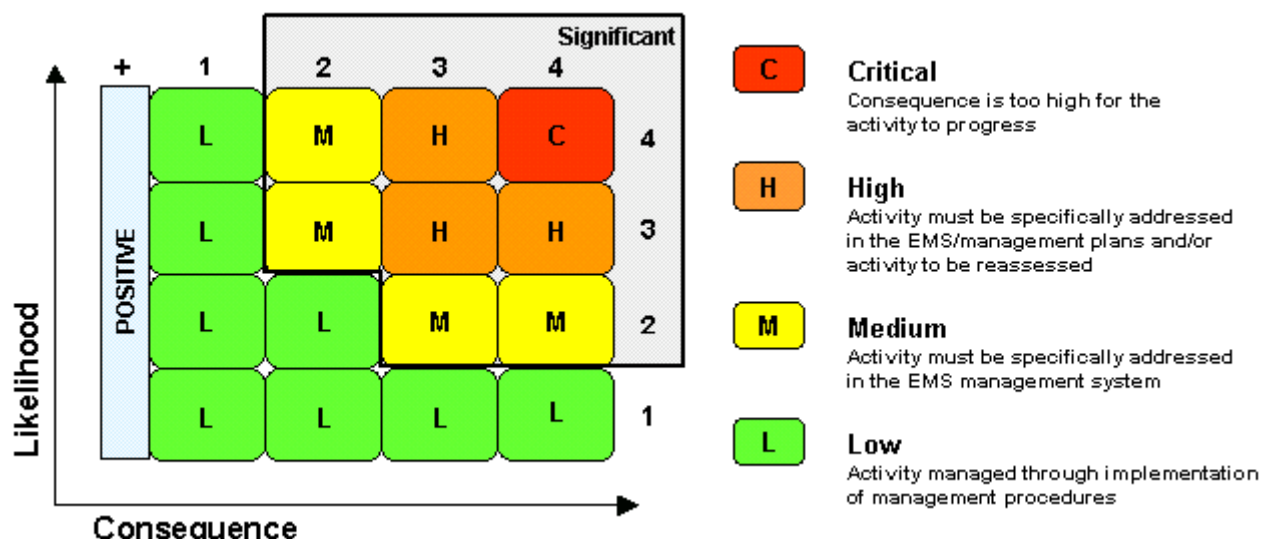 Significant
+ 1 2 3 4
L M H C 4
L M H H 3
L L M M 2
L L L L 1
POSITIVE
Likelihood
Consequence
C Critical
Consequence is too high for the
activity to progress
H High
Activity must be specifically addressed
in the EMS/management plans and/or
activity to be reassessed
M Medium
Activity must be specifically addressed
in the EMS management system
L Low
Activity managed through implementation
of management procedures